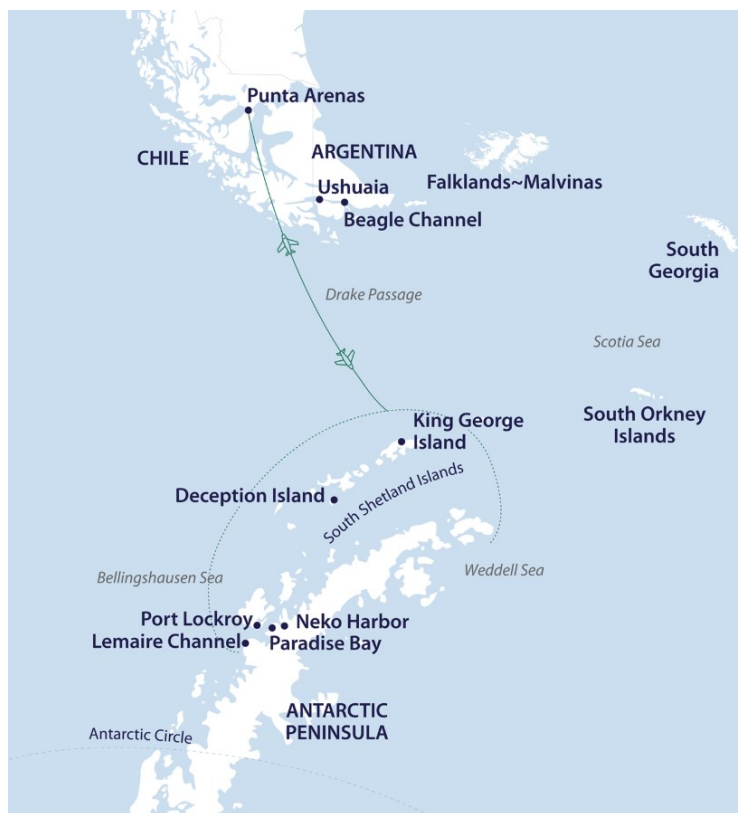 Punta Arenas
CHILE
ARGENTINA
Ushuaia
Falklands~Malvinas
Beagle Channel
South
Georgia
Drake Passage
Scotia Sea
King George
Island
South Orkney
Islands
Deception Island
South Shetland Islands
Bellingshausen Sea
Weddell Sea
Port Lockroy
Neko Harbor
Lemaire Channel
Paradise Bay
ANTARCTIC
PENINSULA
Antarctic Circle